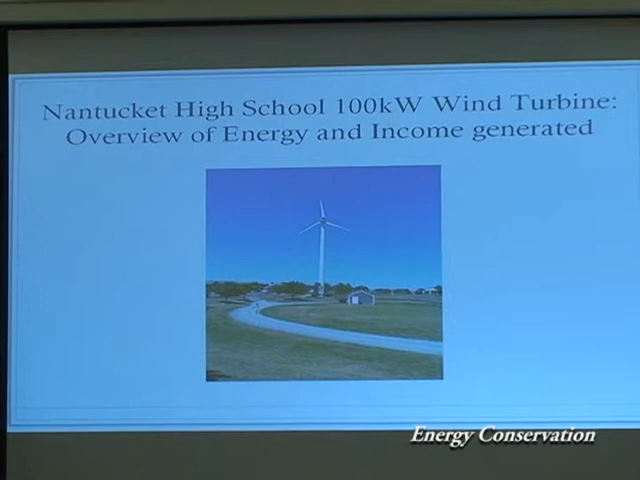 Nantucket High School 100kW Wind Turbine:
Overview of Energy and Income generated
Energy Conservation